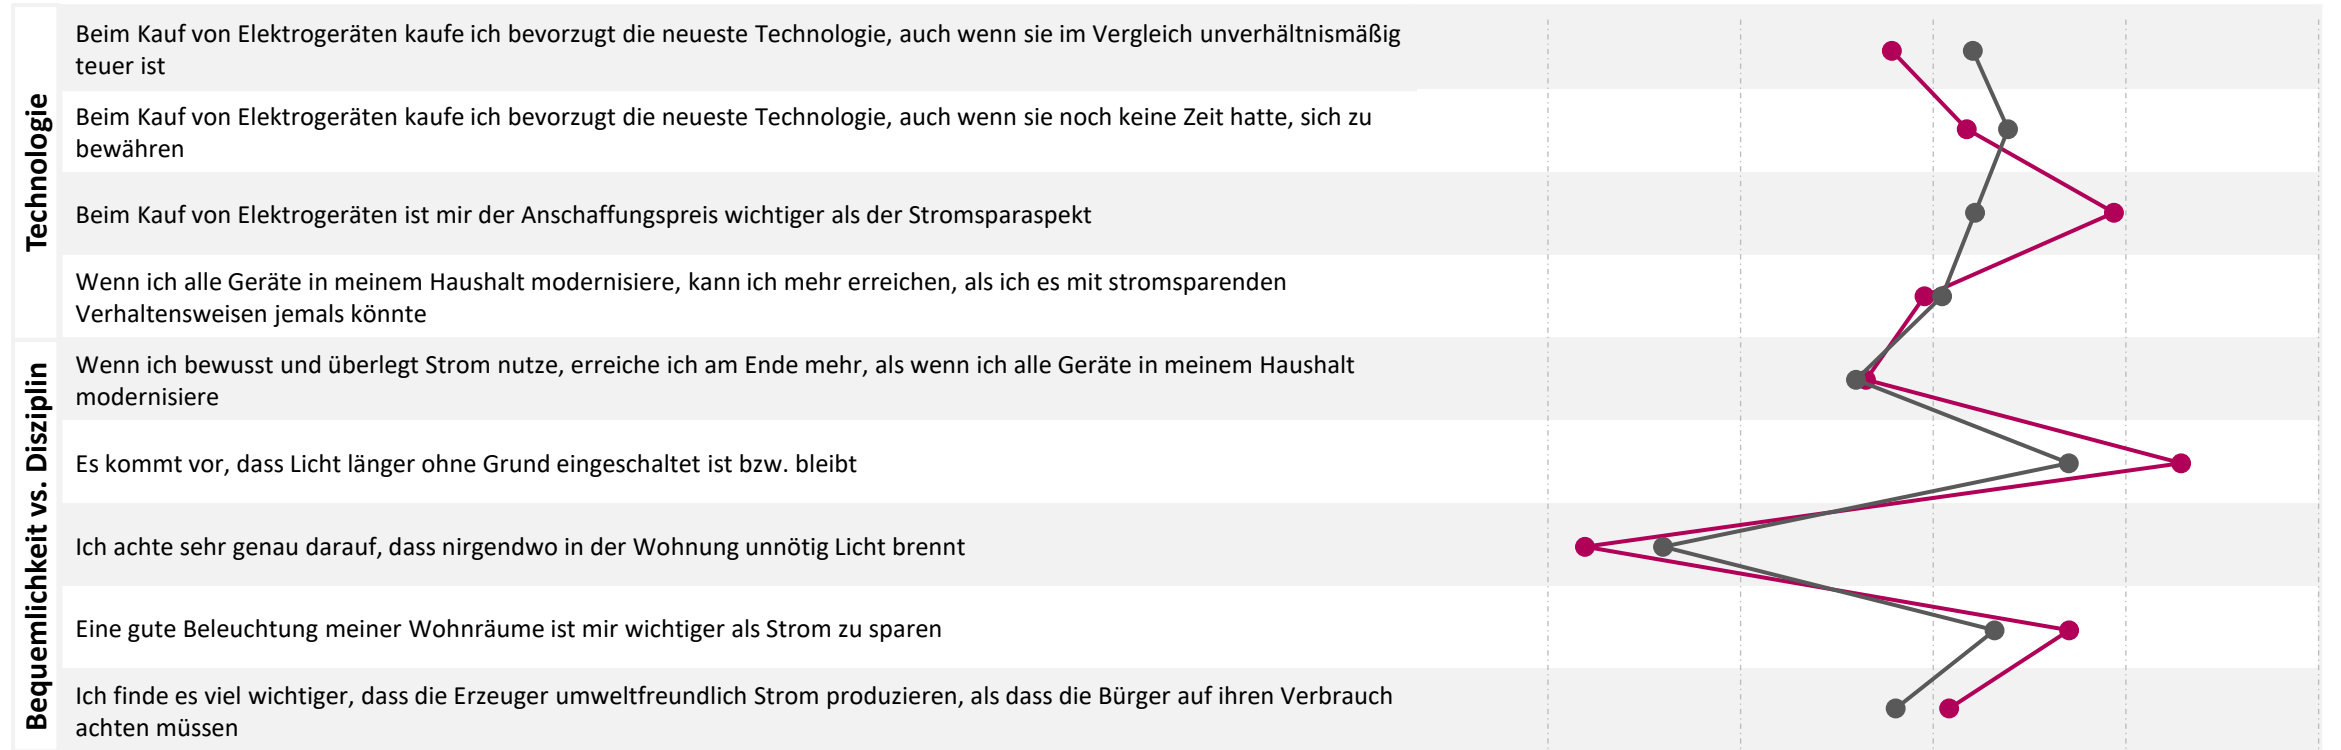 Technologie
Beim Kauf von Elektrogeräten kaufe ich bevorzugt die neueste Technologie, auch wenn sie im Vergleich unverhältnismäßig
teuer ist
Beim Kauf von Elektrogeräten kaufe ich bevorzugt die neueste Technologie, auch wenn sie noch keine Zeit hatte, sich zu
bewähren
Beim Kauf von Elektrogeräten ist mir der Anschaffungspreis wichtiger als der Stromsparaspekt
Wenn ich alle Geräte in meinem Haushalt modernisiere, kann ich mehr erreichen, als ich es mit stromsparenden
Verhaltensweisen jemals könnte
Bequemlichkeit vs. Disziplin
Wenn ich bewusst und überlegt Strom nutze, erreiche ich am Ende mehr, als wenn ich alle Geräte in meinem Haushalt
modernisiere
Es kommt vor, dass Licht länger ohne Grund eingeschaltet ist bzw. bleibt
Ich achte sehr genau darauf, dass nirgendwo in der Wohnung unnötig Licht brennt
Eine gute Beleuchtung meiner Wohnräume ist mir wichtiger als Strom zu sparen
Ich finde es viel wichtiger, dass die Erzeuger umweltfreundlich Strom produzieren, als dass die Bürger auf ihren Verbrauch
achten müssen